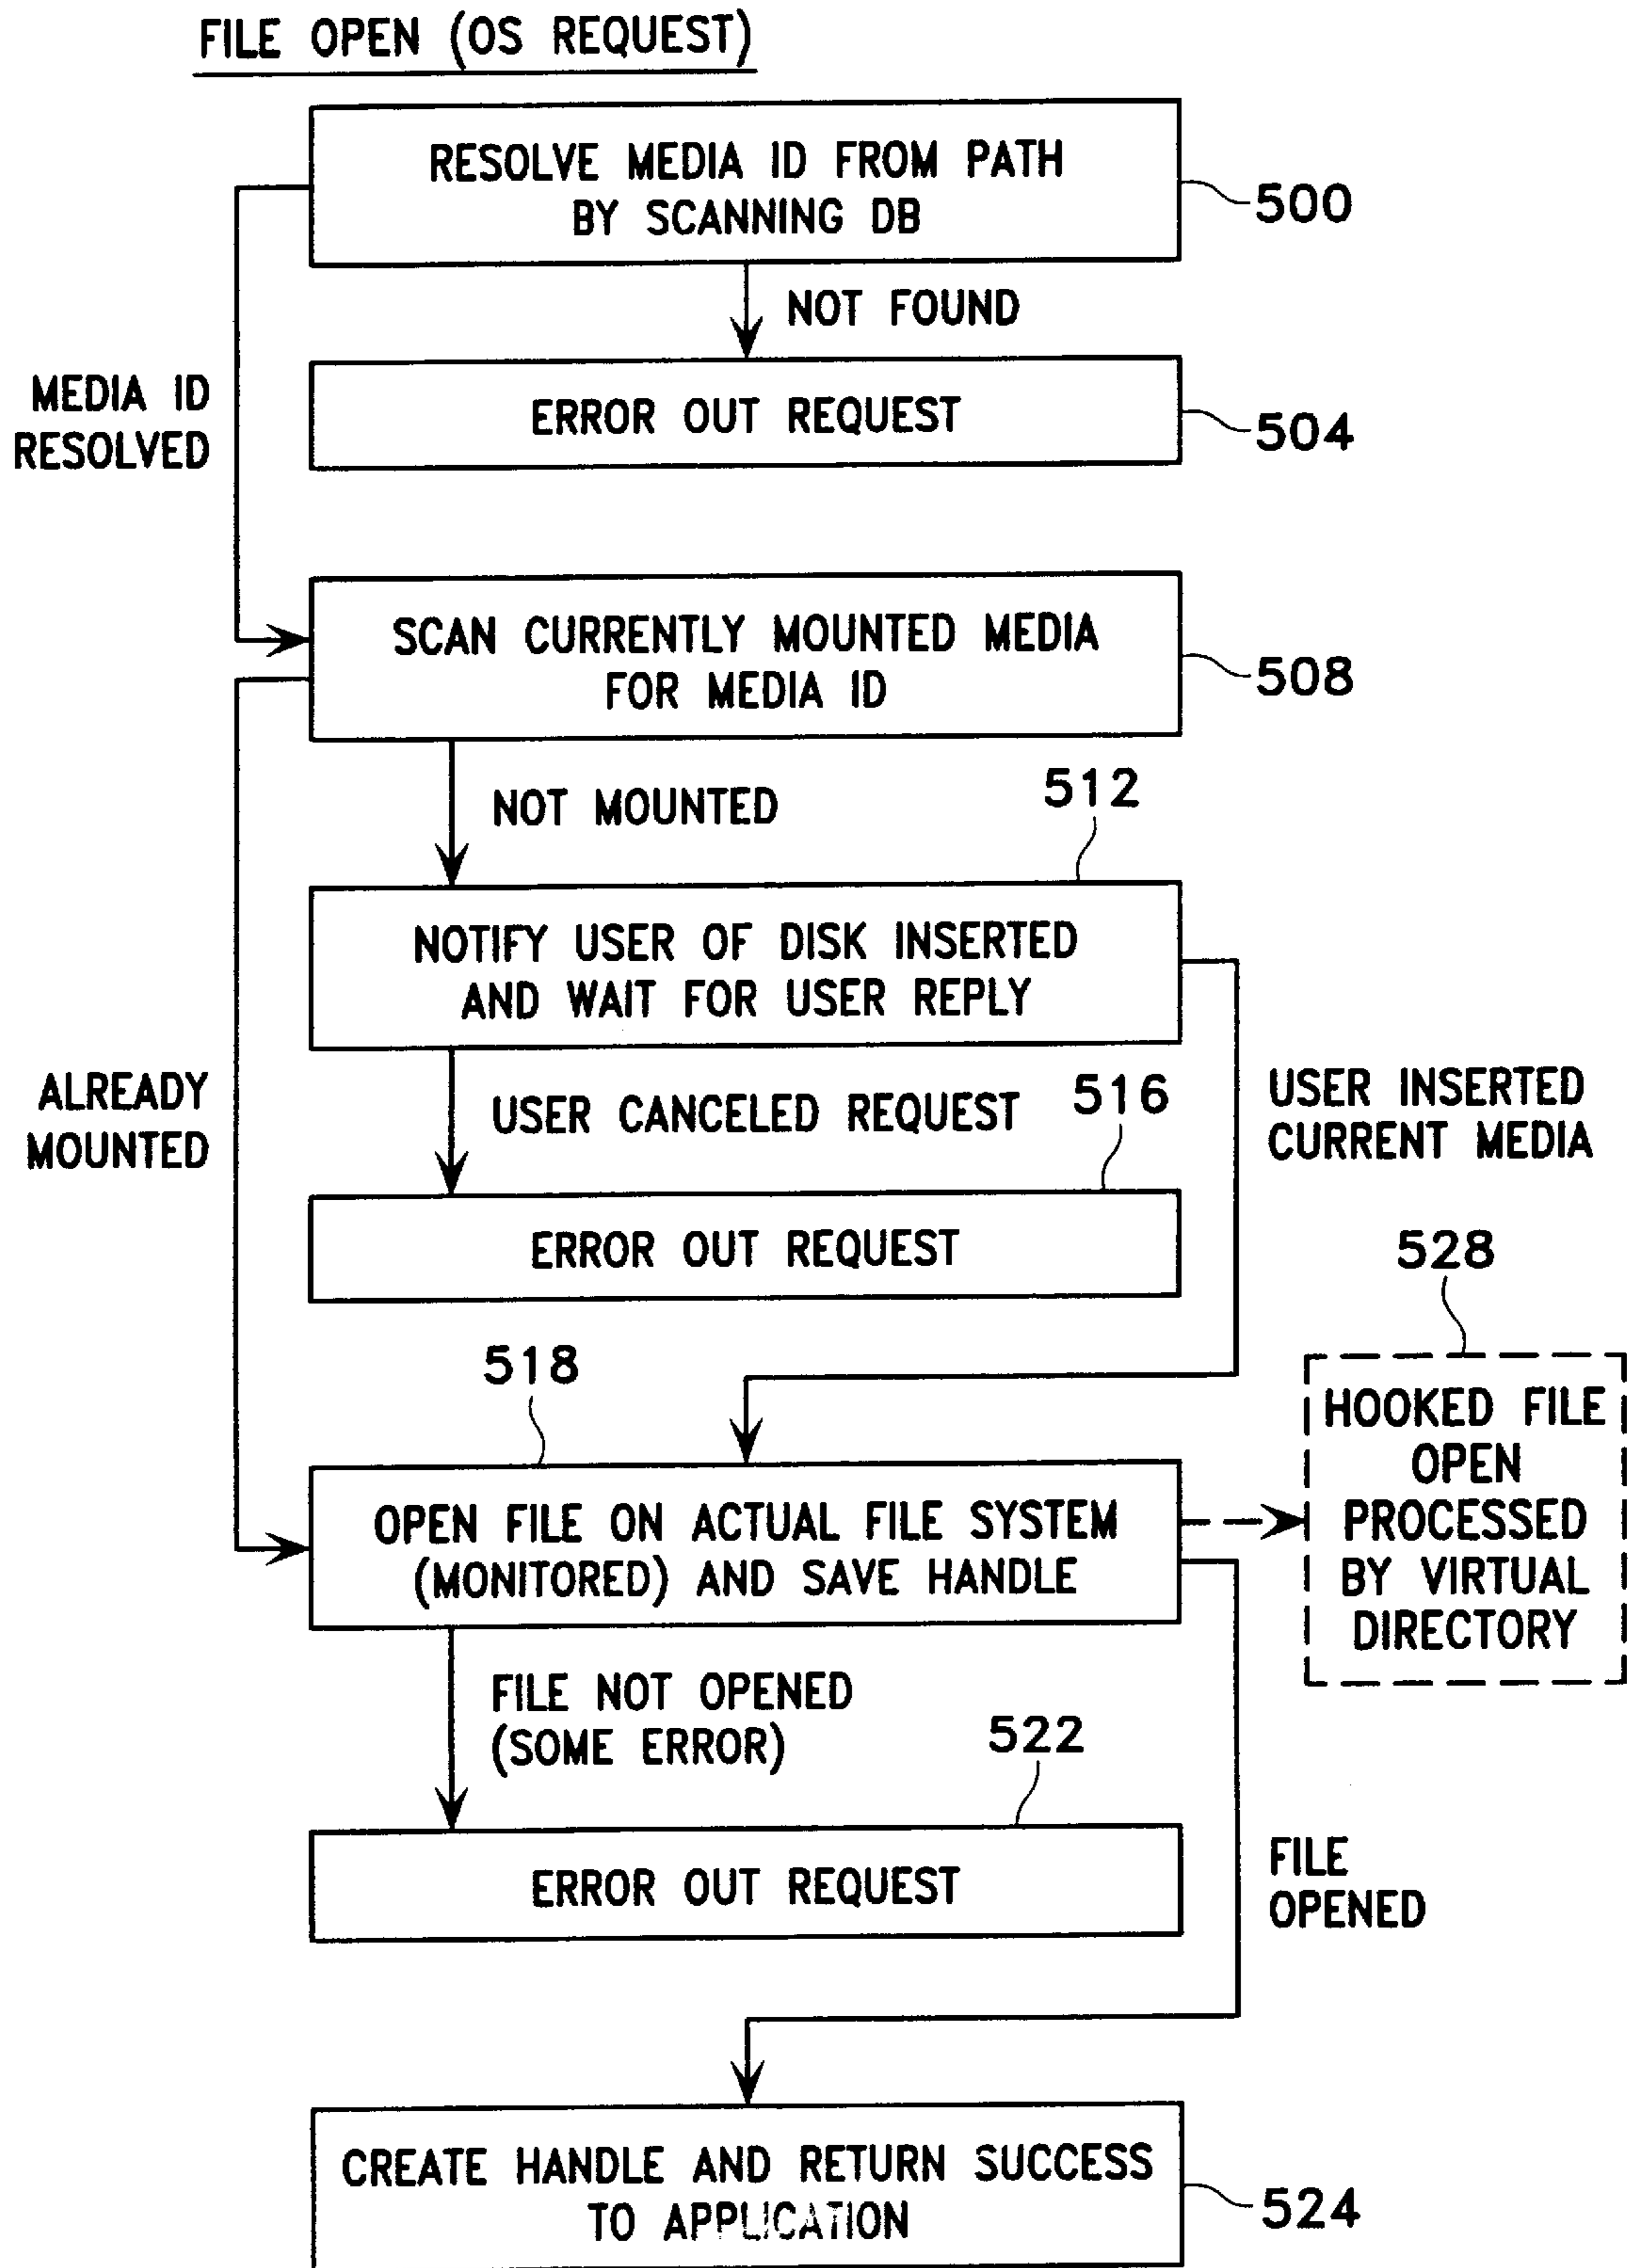 FILE OPEN (OS REQUEST)
RESOLVE MEDIA ID FROM PATH
BY SCANNING DB
500
NOT FOUND
MEDIA ID
RESOLVED
ERROR OUT REQUEST
504
SCAN CURRENTLY MOUNTED MEDIA
FOR MEDIA ID
508
NOT MOUNTED
512
NOTIFY USER OF DISK INSERTED
AND WAIT FOR USER REPLY
ALREADY
MOUNTED
USER CANCELED REQUEST
516
USER INSERTED
CURRENT MEDIA
ERROR OUT REQUEST
528
HOOKED FILE
OPEN
PROCESSED
BY VIRTUAL
DIRECTORY
518
OPEN FILE ON ACTUAL FILE SYSTEM
(MONITORED) AND SAVE HANDLE
FILE NOT OPENED
(SOME ERROR)
522
ERROR OUT REQUEST
FILE
OPENED
CREATE HANDLE AND RETURN SUCCESS
TO APPLICATION
524